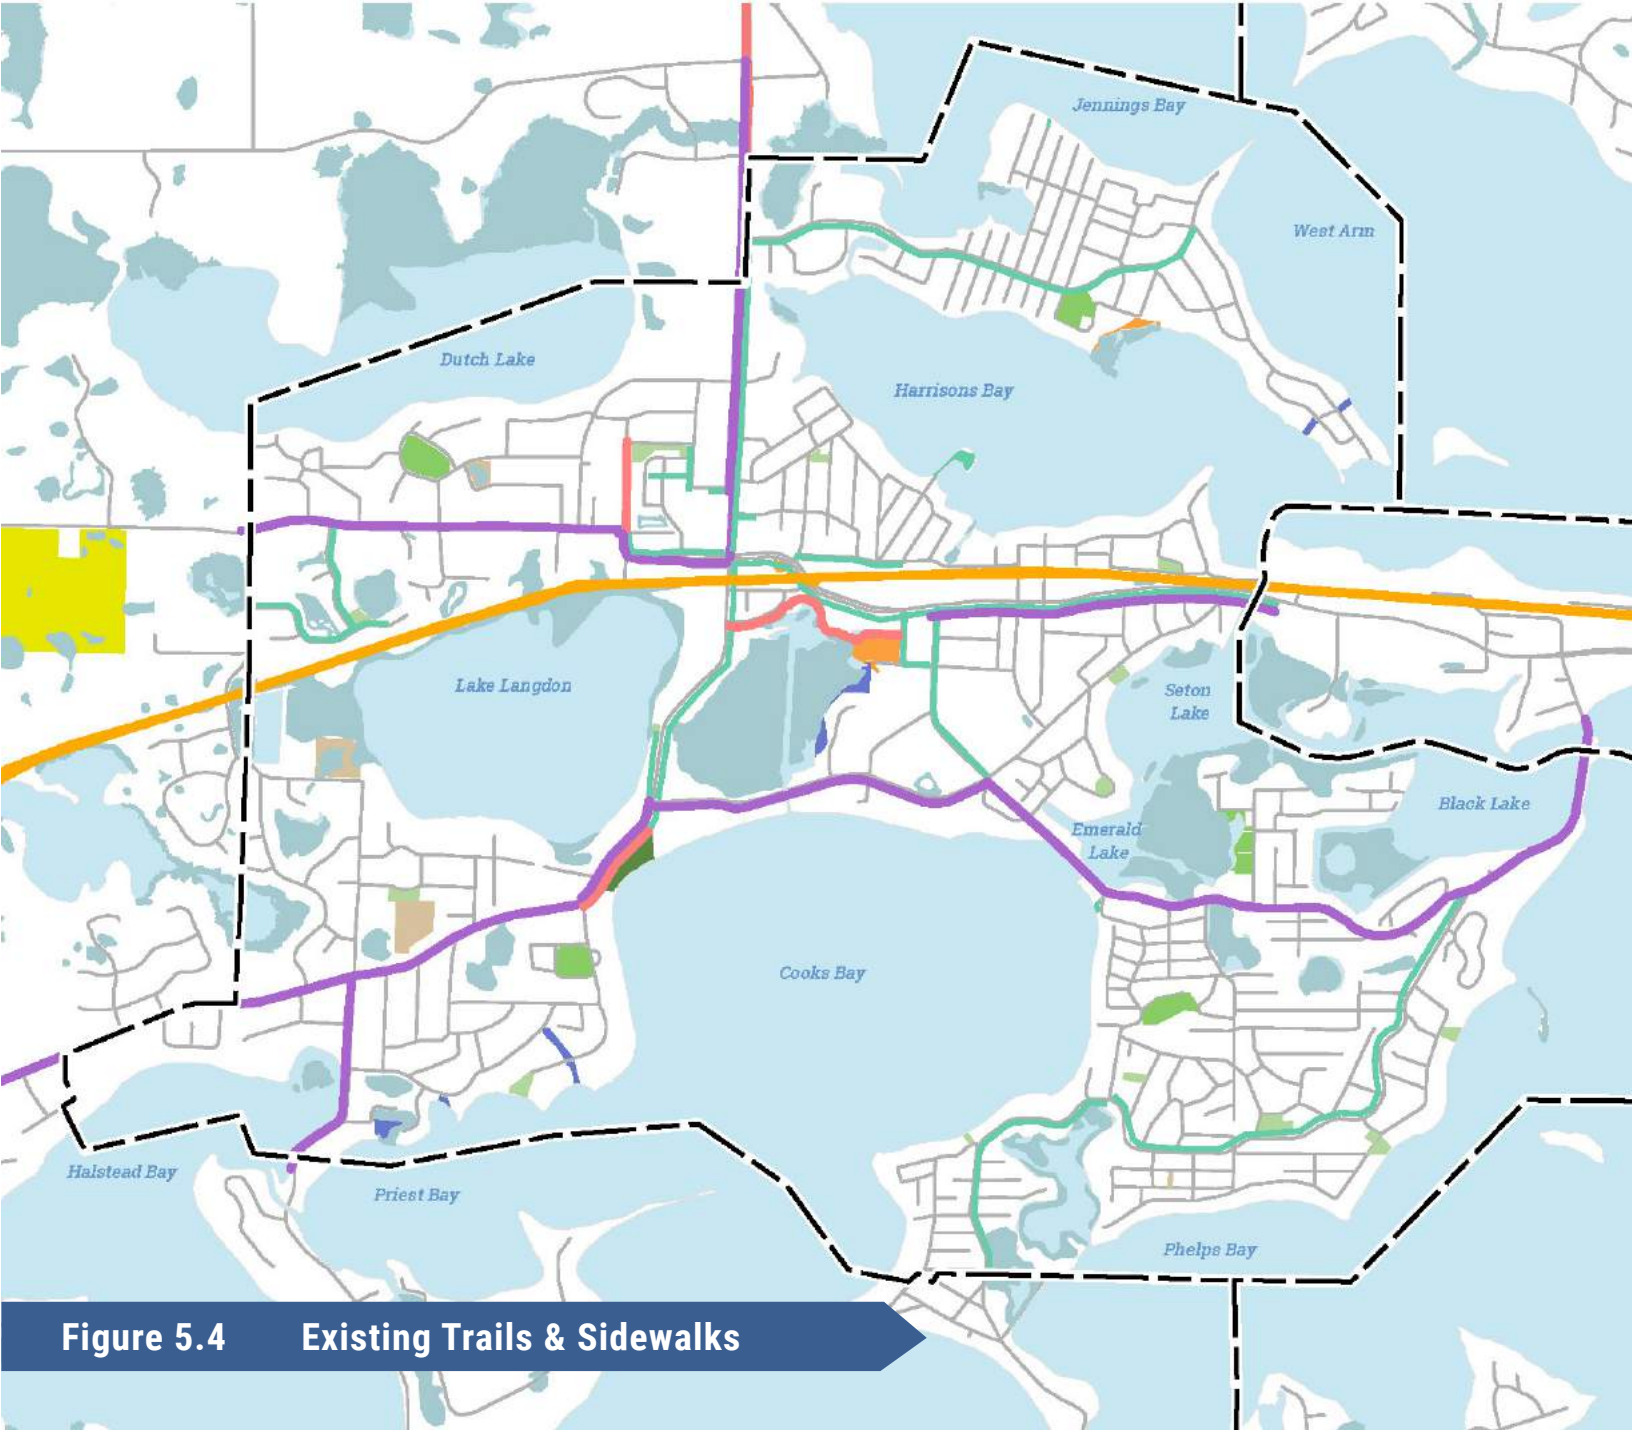 Jennings Bay
West Arm
Dutch Lake
Harrisons Bay
Lake Langdon
Seton
Lake
Black Lake
Emerald
Lake
Cooks Bay
Halstead Bay
Priest Bay
Phelps Bay
Figure 5.4 Existing Trails & Sidewalks